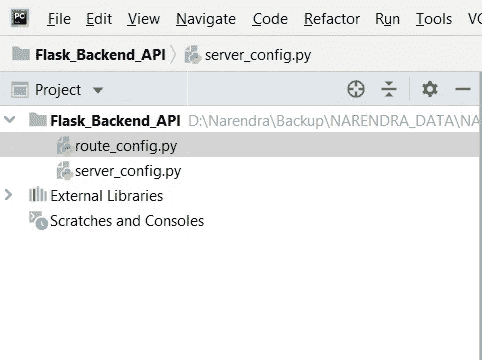 PC File Edit View Navigate Code Refactor Run Tools VC
Flask_Backend_API server_config.py
Project
Flask_Backend_API D:\Narendra\Backup\NARENDRA_DATA\NA
route_config.py
server_config.py
External Libraries
Scratches and Consoles